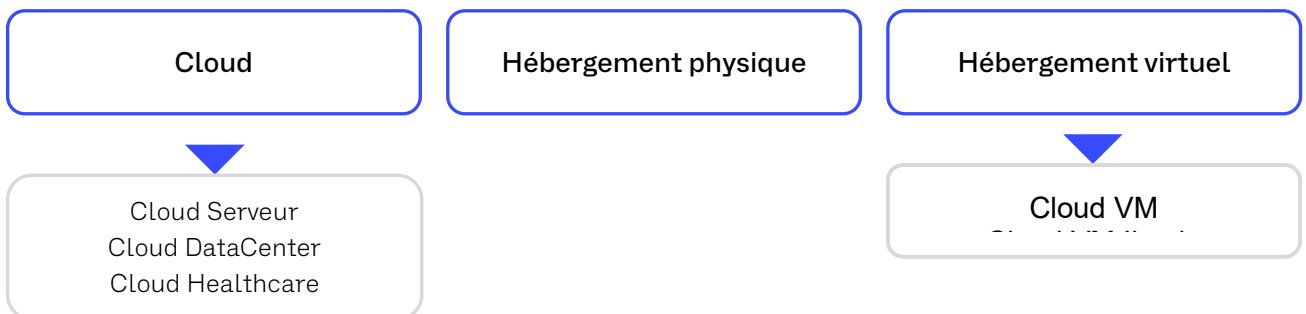 Cloud
Hébergement physique
Hébergement virtuel
Cloud Serveur
Cloud DataCenter
Cloud Healthcare
Cloud VM